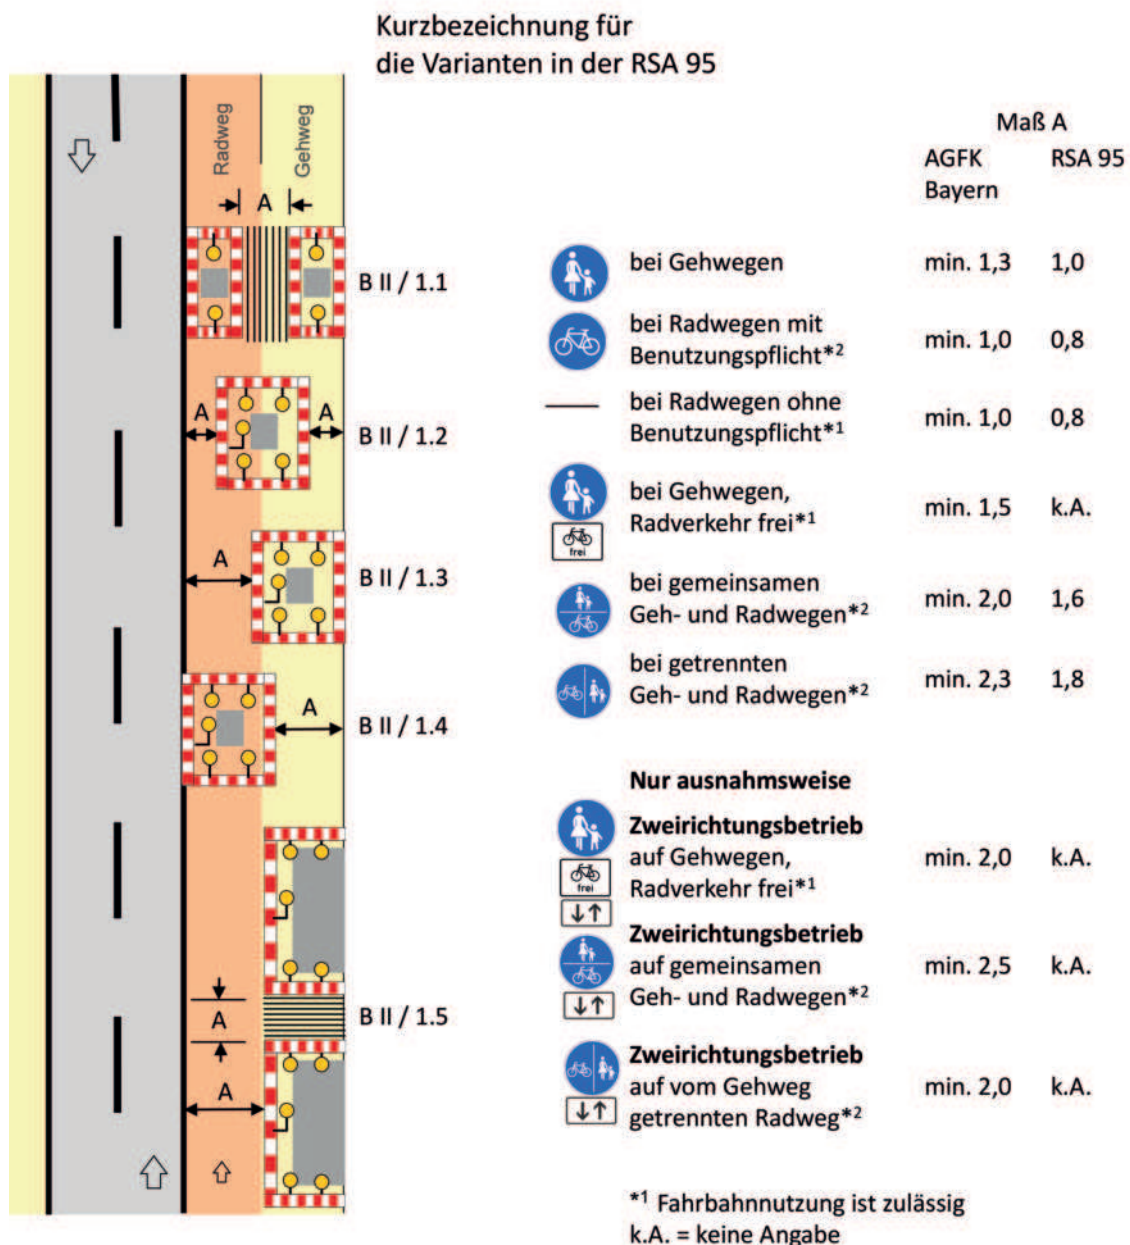 Kurzbezeichnung für
die Varianten in der RSA 95
Radweg
Gehweg
A
B II / 1.1
A
A
B II / 1.2
A
B II / 1.3
A
B II / 1.4
A
B II / 1.5
A
Maß A
AGFK
Bayern
RSA 95
bei Gehwegen min. 1,3 1,0
bei Radwegen mit
Benutzungspflicht*2 min. 1,0 0,8
bei Radwegen ohne
Benutzungspflicht*1 min. 1,0 0,8
bei Gehwegen,
Radverkehr frei*1 min. 1,5 k.A.
frei
bei gemeinsamen
Geh- und Radwegen*2 min. 2,0 1,6
bei getrennten
Geh- und Radwegen*2 min. 2,3 1,8
Nur ausnahmsweise
Zweirichtungsbetrieb
auf Gehwegen, min. 2,0 k.A.
Radverkehr frei*1
frei
Zweirichtungsbetrieb
auf gemeinsamen min. 2,5 k.A.
Geh- und Radwegen*2
Zweirichtungsbetrieb
auf vom Gehweg min. 2,0 k.A.
getrennten Radweg*2
*1 Fahrbahnnutzung ist zulässig
k.A. = keine Angabe